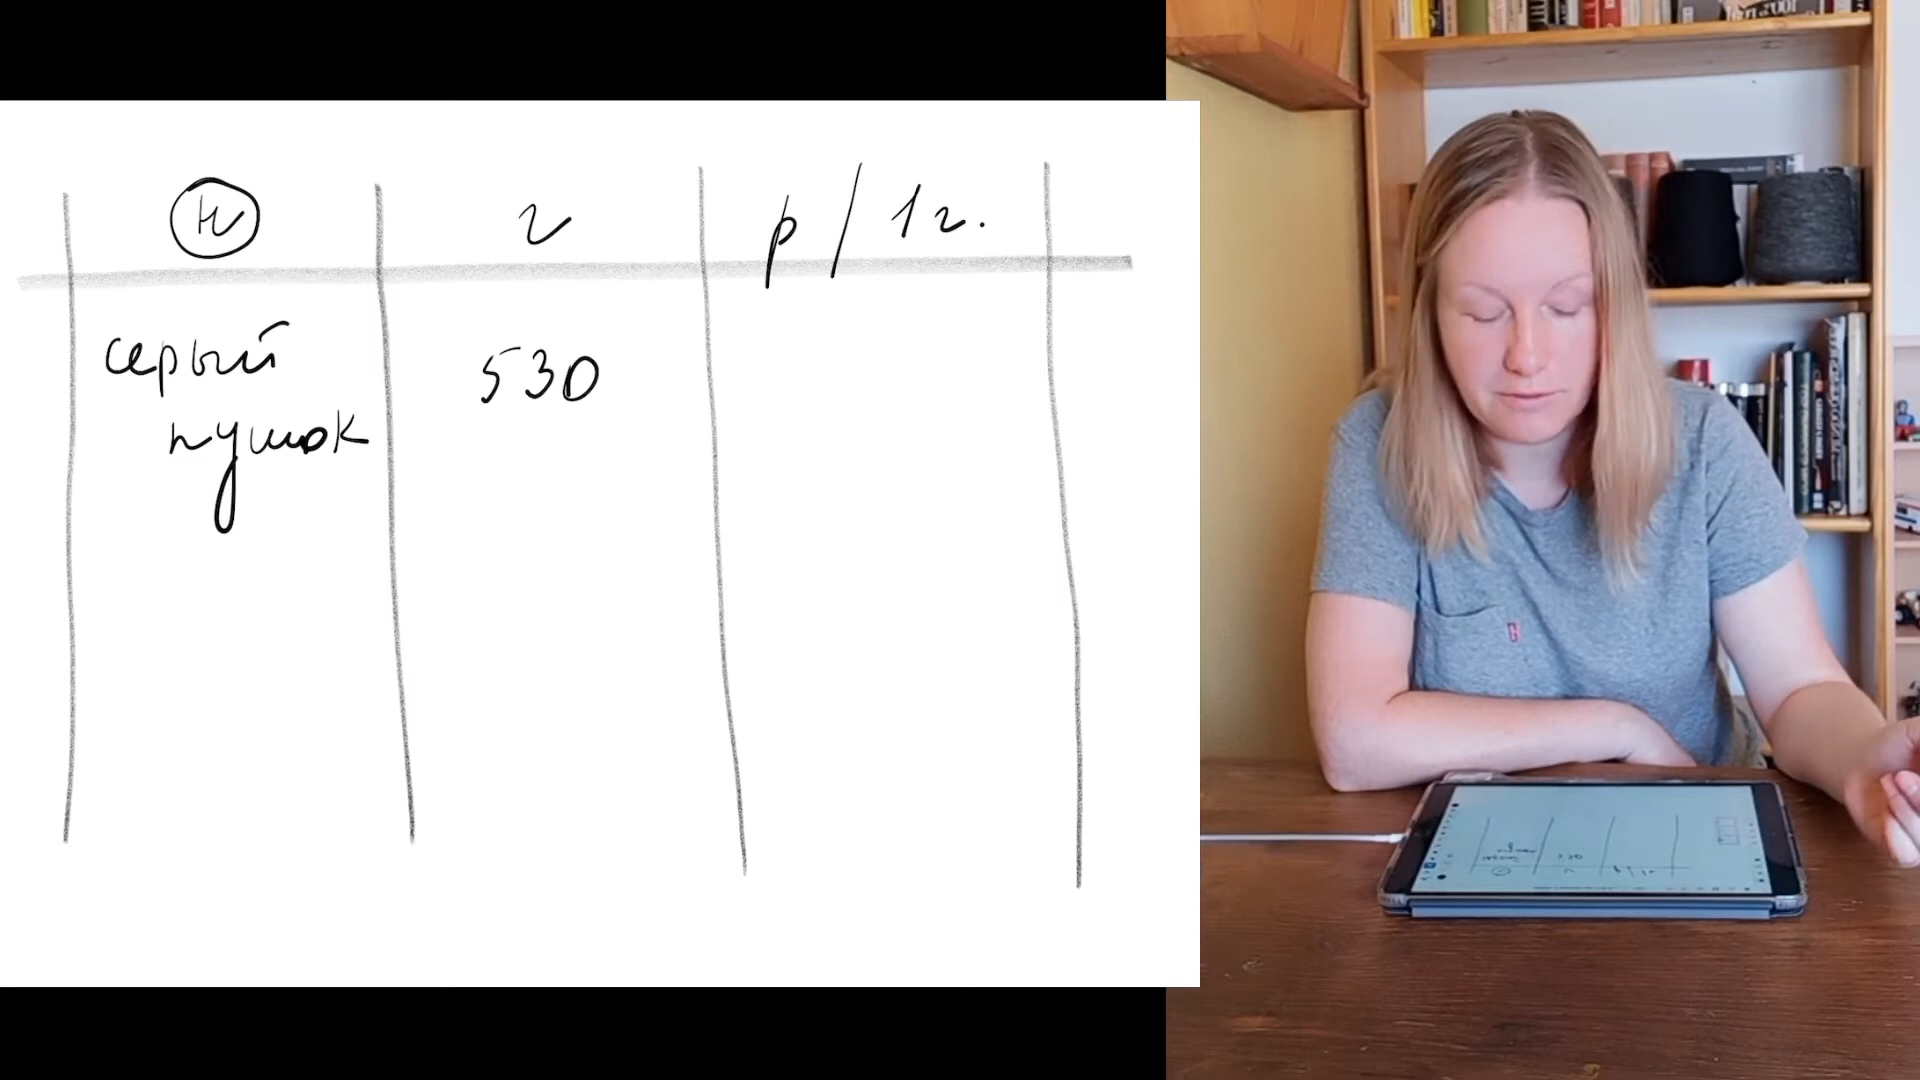 н г р/1г.
серый 530
пушок